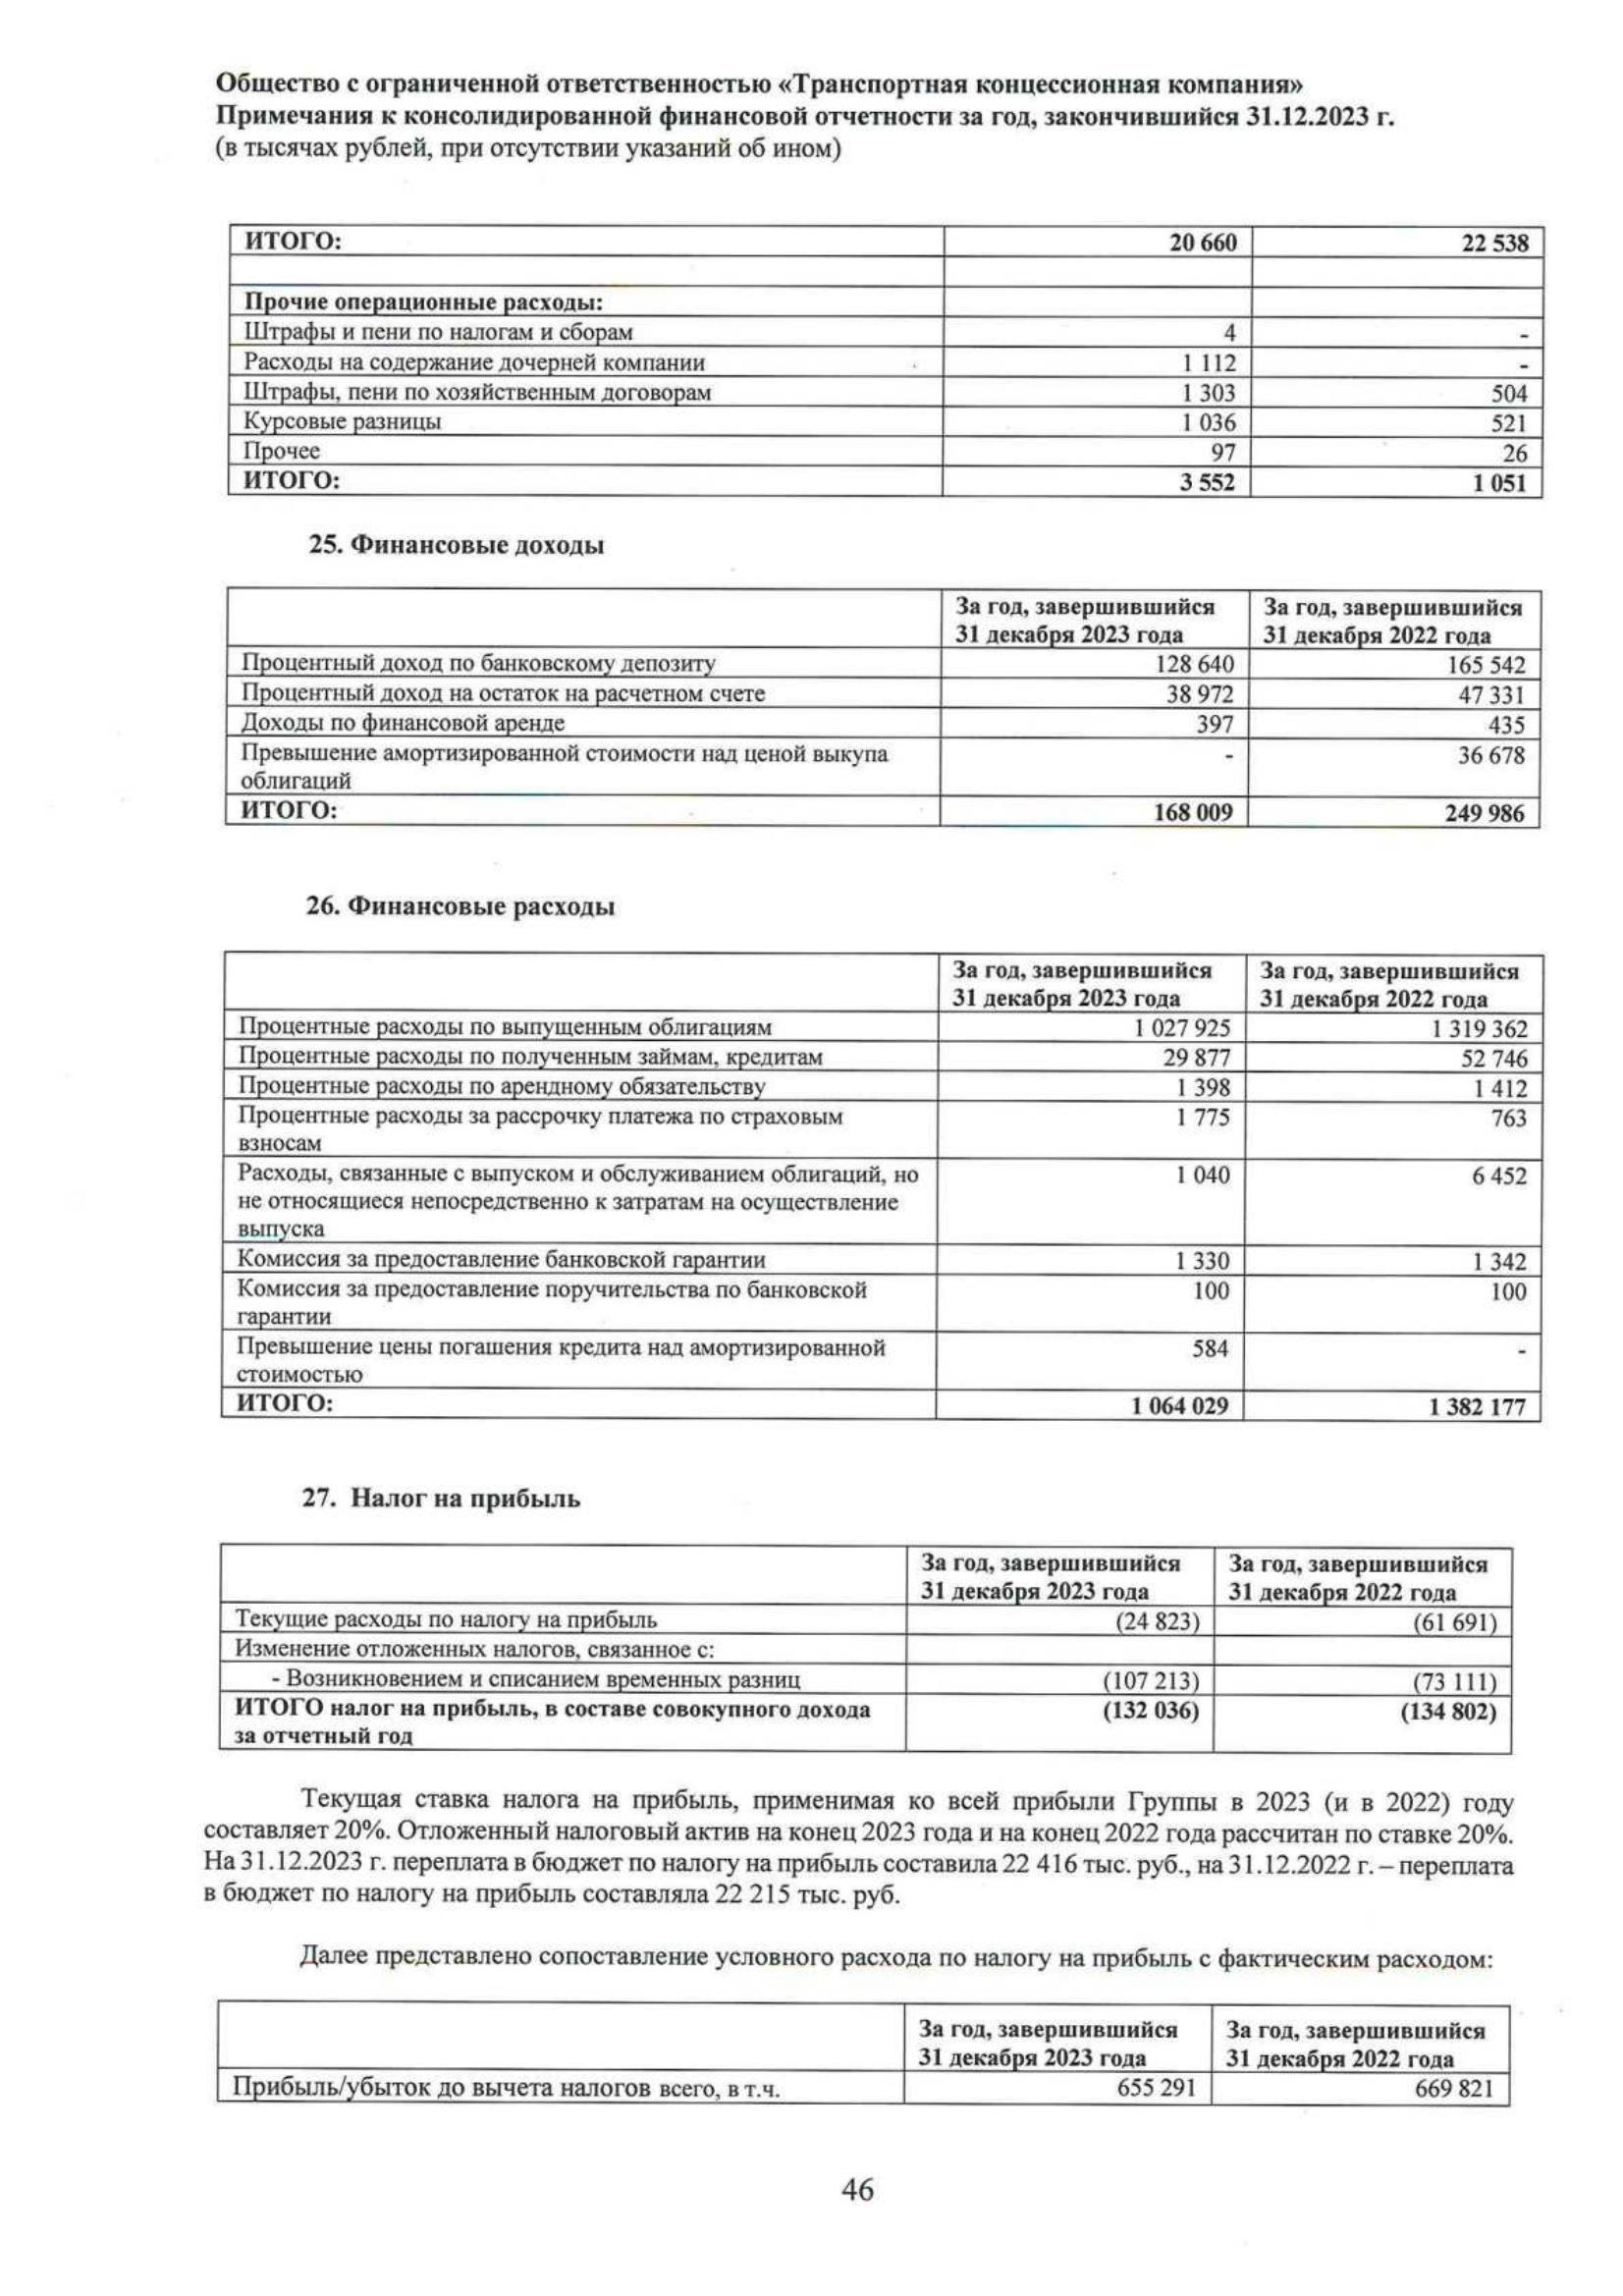 Общество с ограниченной ответственностью «Транспортная концессионная компания»
Примечания к консолидированной финансовой отчетности за год, закончившийся 31.12.2023 г.
(в тысячах рублей, при отсутствии указаний об ином)
ИТОГО: 20 660 22 538
Прочие операционные расходы:
Штрафы и пени по налогам и сборам 4 -
Расходы на содержание дочерней компании 1 112 -
Штрафы, пени по хозяйственным договорам 1 303 504
Курсовые разницы 1 036 521
Прочее 97 26
ИТОГО: 3 552 1 051
25. Финансовые доходы
За год, завершившийся За год, завершившийся
31 декабря 2023 года 31 декабря 2022 года
Процентный доход по банковскому депозиту 128 640 165 542
Процентный доход на остаток на расчетном счете 38 972 47 331
Доходы по финансовой аренде 397 435
Превышение амортизированной стоимости над ценой выкупа - 36 678
облигаций
ИТОГО: 168 009 249 986
26. Финансовые расходы
За год, завершившийся За год, завершившийся
31 декабря 2023 года 31 декабря 2022 года
Процентные расходы по выпущенным облигациям 1 027 925 1 319 362
Процентные расходы по полученным займам, кредитам 29 877 52 746
Процентные расходы по арендному обязательству 1 398 1 412
Процентные расходы за рассрочку платежа по страховым 1 775 763
взносам
Расходы, связанные с выпуском и обслуживанием облигаций, но 1 040 6 452
не относящиеся непосредственно к затратам на осуществление
выпуска
Комиссия за предоставление банковской гарантии 1 330 1 342
Комиссия за предоставление поручительства по банковской 100 100
гарантии
Превышение цены погашения кредита над амортизированной 584 -
стоимостью
ИТОГО: 1 064 029 1 382 177
27. Налог на прибыль
За год, завершившийся За год, завершившийся
31 декабря 2023 года 31 декабря 2022 года
Текущие расходы по налогу на прибыль (24 823) (61 691)
Изменение отложенных налогов, связанное с:
- Возникновением и списанием временных разниц (107 213) (73 111)
ИТОГО налог на прибыль, в составе совокупного дохода (132 036) (134 802)
за отчетный год
Текущая ставка налога на прибыль, применимая ко всей прибыли Группы в 2023 (и в 2022) году
составляет 20%. Отложенный налоговый актив на конец 2023 года и на конец 2022 года рассчитан по ставке 20%.
На 31.12.2023 г. переплата в бюджет по налогу на прибыль составила 22 416 тыс. руб., на 31.12.2022 г. – переплата
в бюджет по налогу на прибыль составляла 22 215 тыс. руб.
Далее представлено сопоставление условного расхода по налогу на прибыль с фактическим расходом:
За год, завершившийся За год, завершившийся
31 декабря 2023 года 31 декабря 2022 года
Прибыль/убыток до вычета налогов всего, в т.ч. 655 291 669 821
46